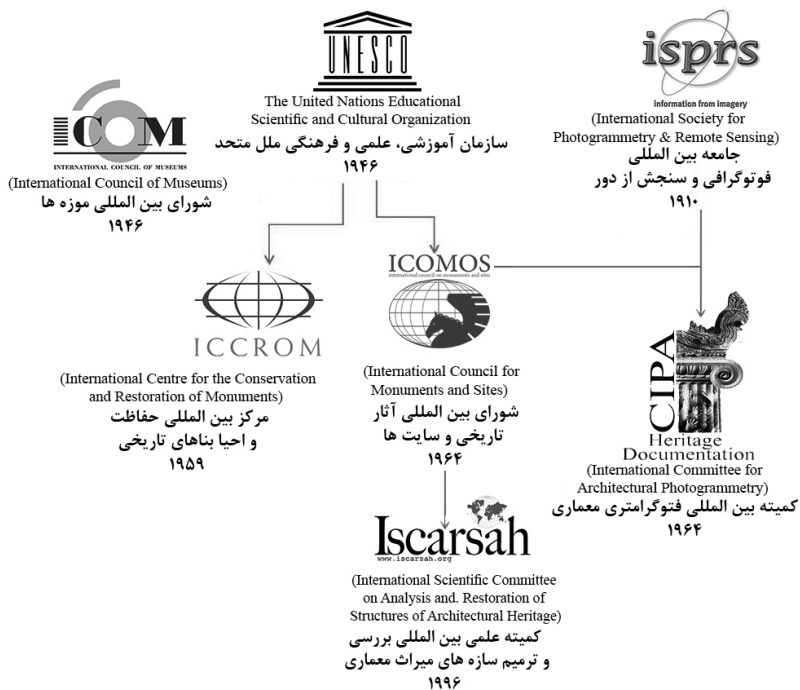 UNESCO
The United Nations Educational
Scientific and Cultural Organization
سازمان آموزشی، علمی و فرهنگی ملل متحد
۱۹۴۶
isprs
information from imagery
(International Society for
Photogrammetry & Remote Sensing)
جامعه بین المللی
فوتوگرافی و سنجش از دور
۱۹۱۰
ICOM
INTERNATIONAL COUNCIL OF MUSEUMS
(International Council of Museums)
شورای بین المللی موزه ها
۱۹۴۶
ICCROM
(International Centre for the Conservation
and Restoration of Monuments)
مرکز بین المللی حفاظت
و احیا بناهای تاریخی
۱۹۵۹
ICOMOS
international council on monuments and sites
(International Council for
Monuments and Sites)
شورای بین المللی آثار
تاریخی و سایت ها
۱۹۶۴
CIPA
Heritage
Documentation
(International Committee for
Architectural Photogrammetry)
کمیته بین المللی فتوگرامتری معماری
۱۹۶۴
Iscarsah
www.iscarsah.org
(International Scientific Committee
on Analysis and. Restoration of
Structures of Architectural Heritage)
کمیته علمی بین المللی بررسی
و ترمیم سازه های میراث معماری
۱۹۹۶